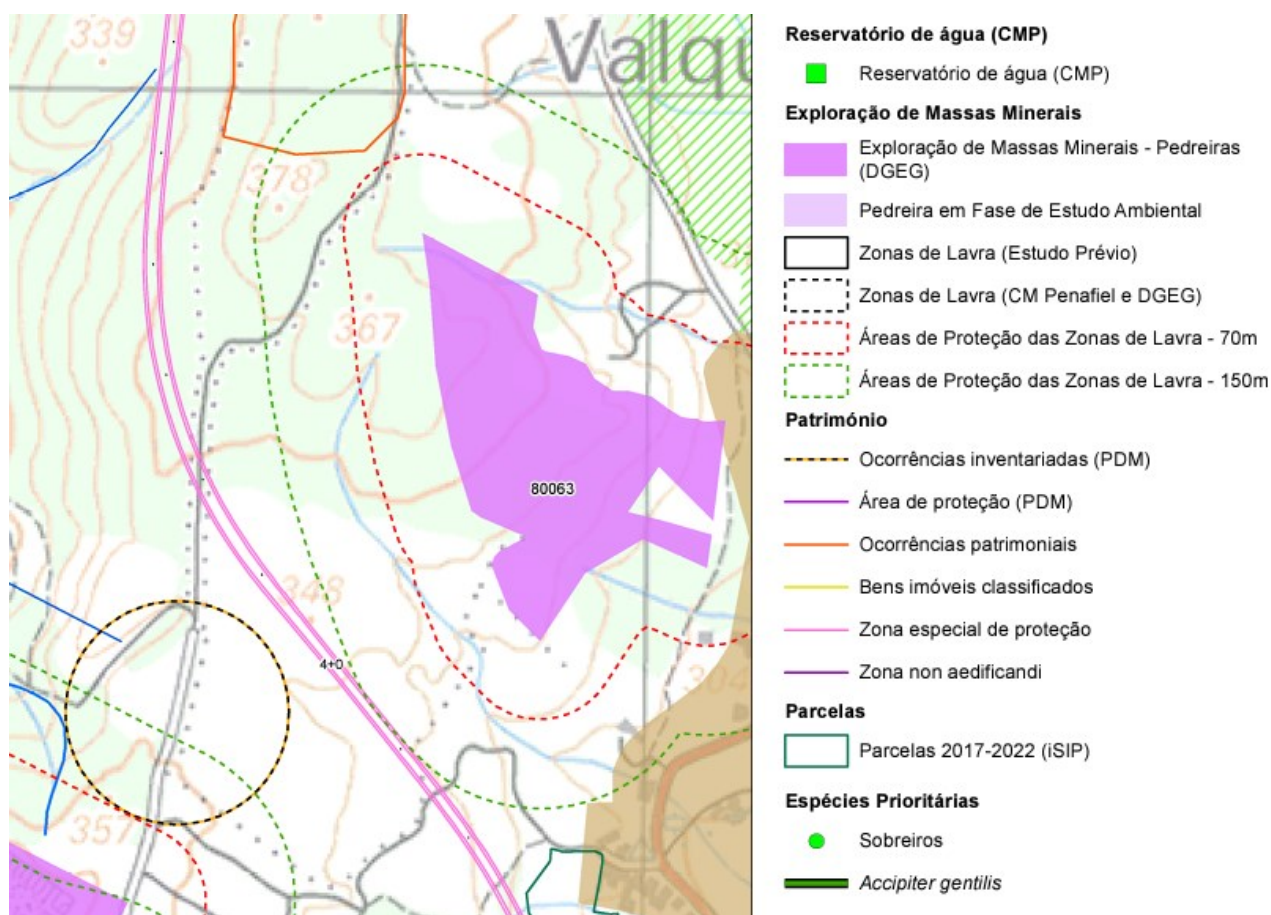 339
Valqu
378
367
80063
348
4+0
304
357
Reservatório de água (CMP)
Reservatório de água (CMP)
Exploração de Massas Minerais
Exploração de Massas Minerais - Pedreiras
(DGEG)
Pedreira em Fase de Estudo Ambiental
Zonas de Lavra (Estudo Prévio)
Zonas de Lavra (CM Penafiel e DGEG)
Áreas de Proteção das Zonas de Lavra - 70m
Áreas de Proteção das Zonas de Lavra - 150m
Património
Ocorrências inventariadas (PDM)
Área de proteção (PDM)
Ocorrências patrimoniais
Bens imóveis classificados
Zona especial de proteção
Zona non aedificandi
Parcelas
Parcelas 2017-2022 (iSIP)
Espécies Prioritárias
Sobreiros
Accipiter gentilis